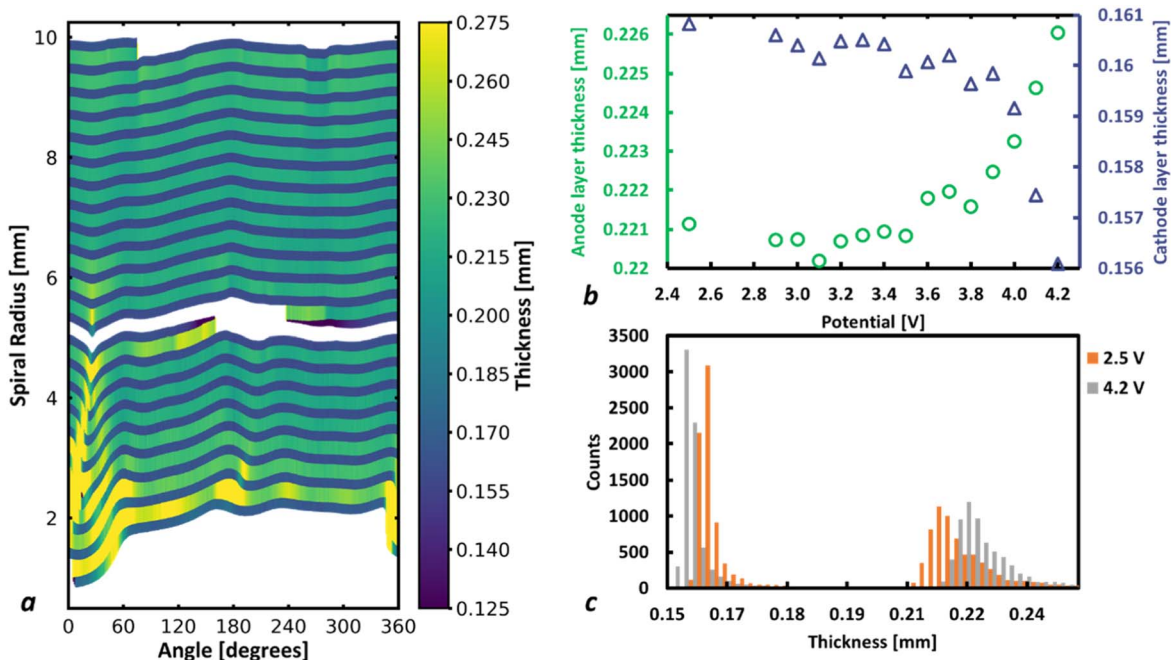 10
8
6
4
2
Spiral Radius [mm]
a
0 60 120 180 240 300 360
Angle [degrees]
0.275
0.260
0.245
0.230
0.215
0.200
0.185
0.170
0.155
0.140
0.125
Thickness [mm]
0.226
0.225
0.224
0.223
0.222
0.221
0.22
Anode layer thickness [mm]
0.161
0.16
0.159
0.158
0.157
0.156
Cathode layer thickness [mm]
b
2.4 2.6 2.8 3.0 3.2 3.4 3.6 3.8 4.0 4.2
Potential [V]
3500
3000
2500
2000
1500
1000
500
0
Counts
2.5 V
4.2 V
c
0.15 0.17 0.18 0.19 0.21 0.22 0.24
Thickness [mm]